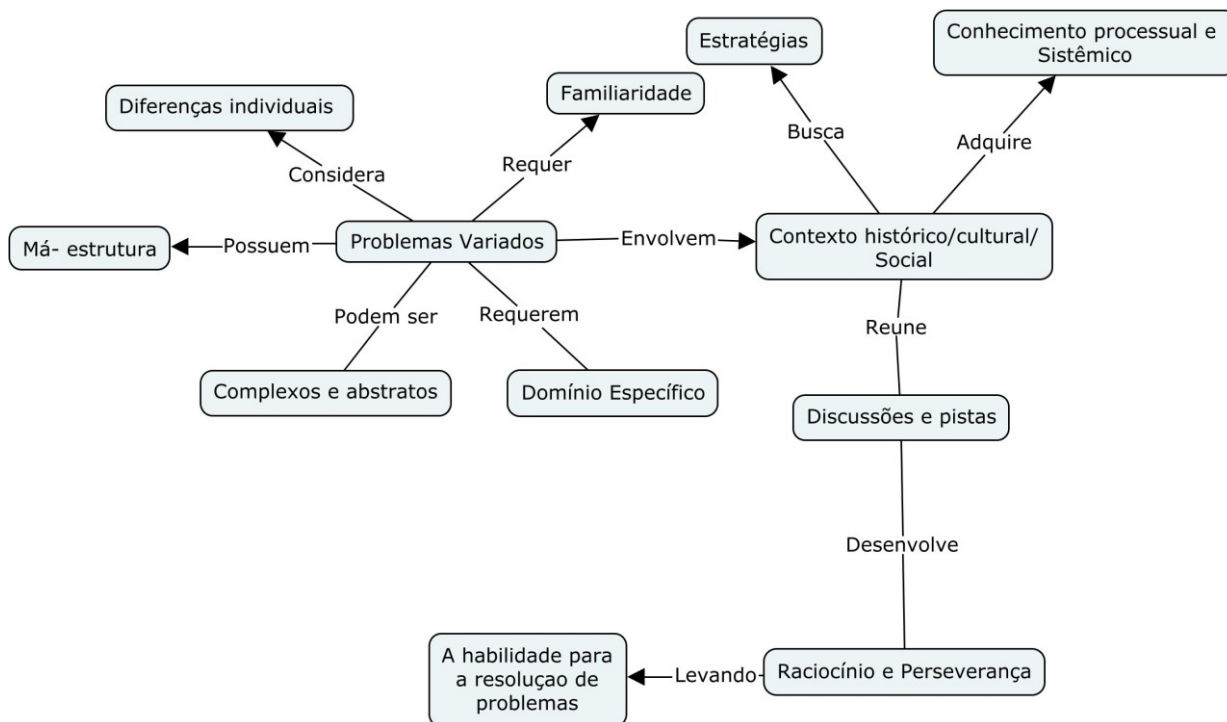 Estratégias
Conhecimento processual e
Sistêmico
Familiaridade
Diferenças individuais
Busca
Adquire
Requer
Considera
Má- estrutura
Possuem
Problemas Variados
Envolvem
Contexto histórico/cultural/
Social
Podem ser
Requerem
Reune
Complexos e abstratos
Domínio Específico
Discussões e pistas
Desenvolve
A habilidade para
a resoluçao de
problemas
Levando
Raciocínio e Perseverança